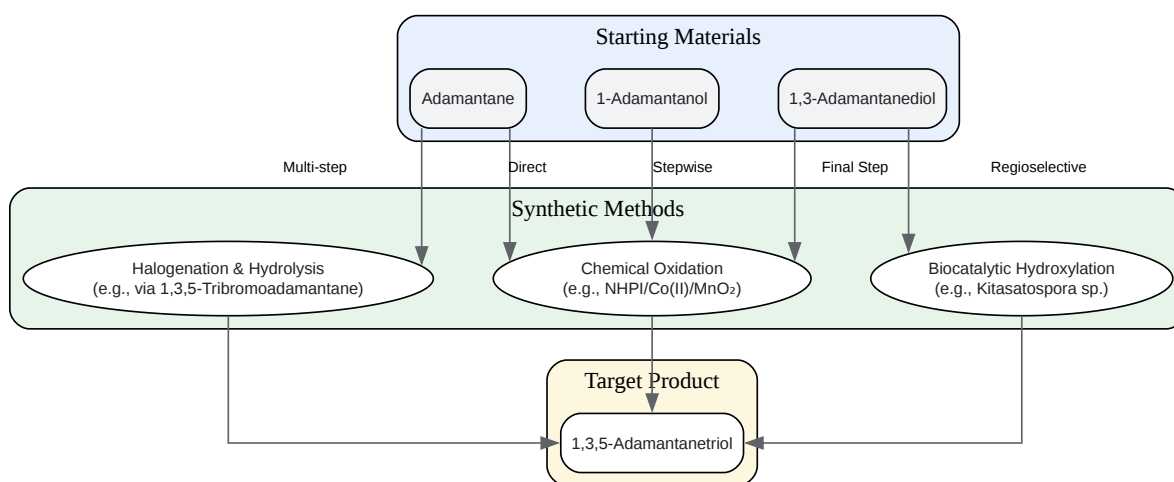 Starting Materials
Adamantane
1-Adamantanol
1,3-Adamantanediol
Multi-step
Direct
Stepwise
Final Step
Regioselective
Synthetic Methods
Halogenation & Hydrolysis
(e.g., via 1,3,5-Tribromoadamantane)
Chemical Oxidation
(e.g., NHPI/Co(II)/MnO₂)
Biocatalytic Hydroxylation
(e.g., Kitasatospora sp.)
Target Product
1,3,5-Adamantanetriol